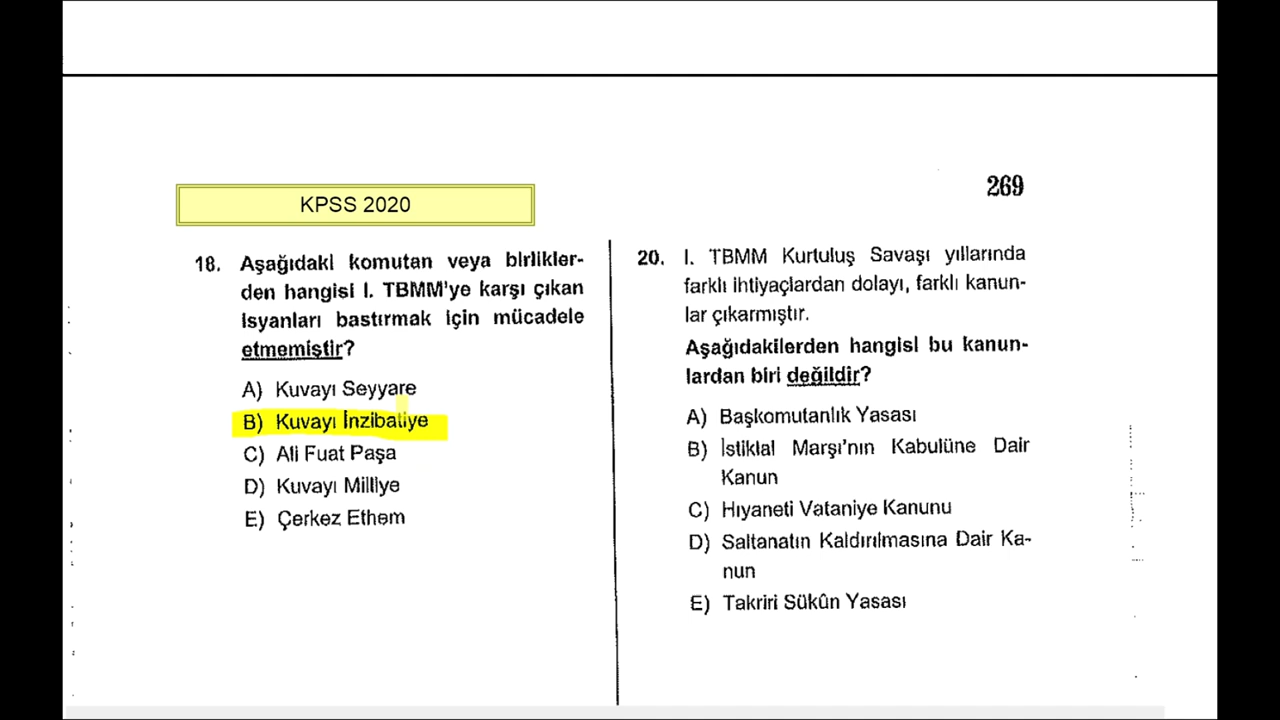 269
KPSS 2020
18. Aşağıdaki komutan veya birlikler-
den hangisi I. TBMM'ye karşı çıkan
isyanları bastırmak için mücadele
etmemiştir?
A) Kuvayı Seyyare
B) Kuvayı İnzibatiye
C) Ali Fuat Paşa
D) Kuvayı Milliye
E) Çerkez Ethem
20. I. TBMM Kurtuluş Savaşı yıllarında
farklı ihtiyaçlardan dolayı, farklı kanun-
lar çıkarmıştır.
Aşağıdakilerden hangisi bu kanun-
lardan biri değildir?
A) Başkomutanlık Yasası
B) İstiklal Marşı'nın Kabulüne Dair
Kanun
C) Hıyaneti Vataniye Kanunu
D) Saltanatın Kaldırılmasına Dair Ka-
nun
E) Takriri Sükûn Yasası